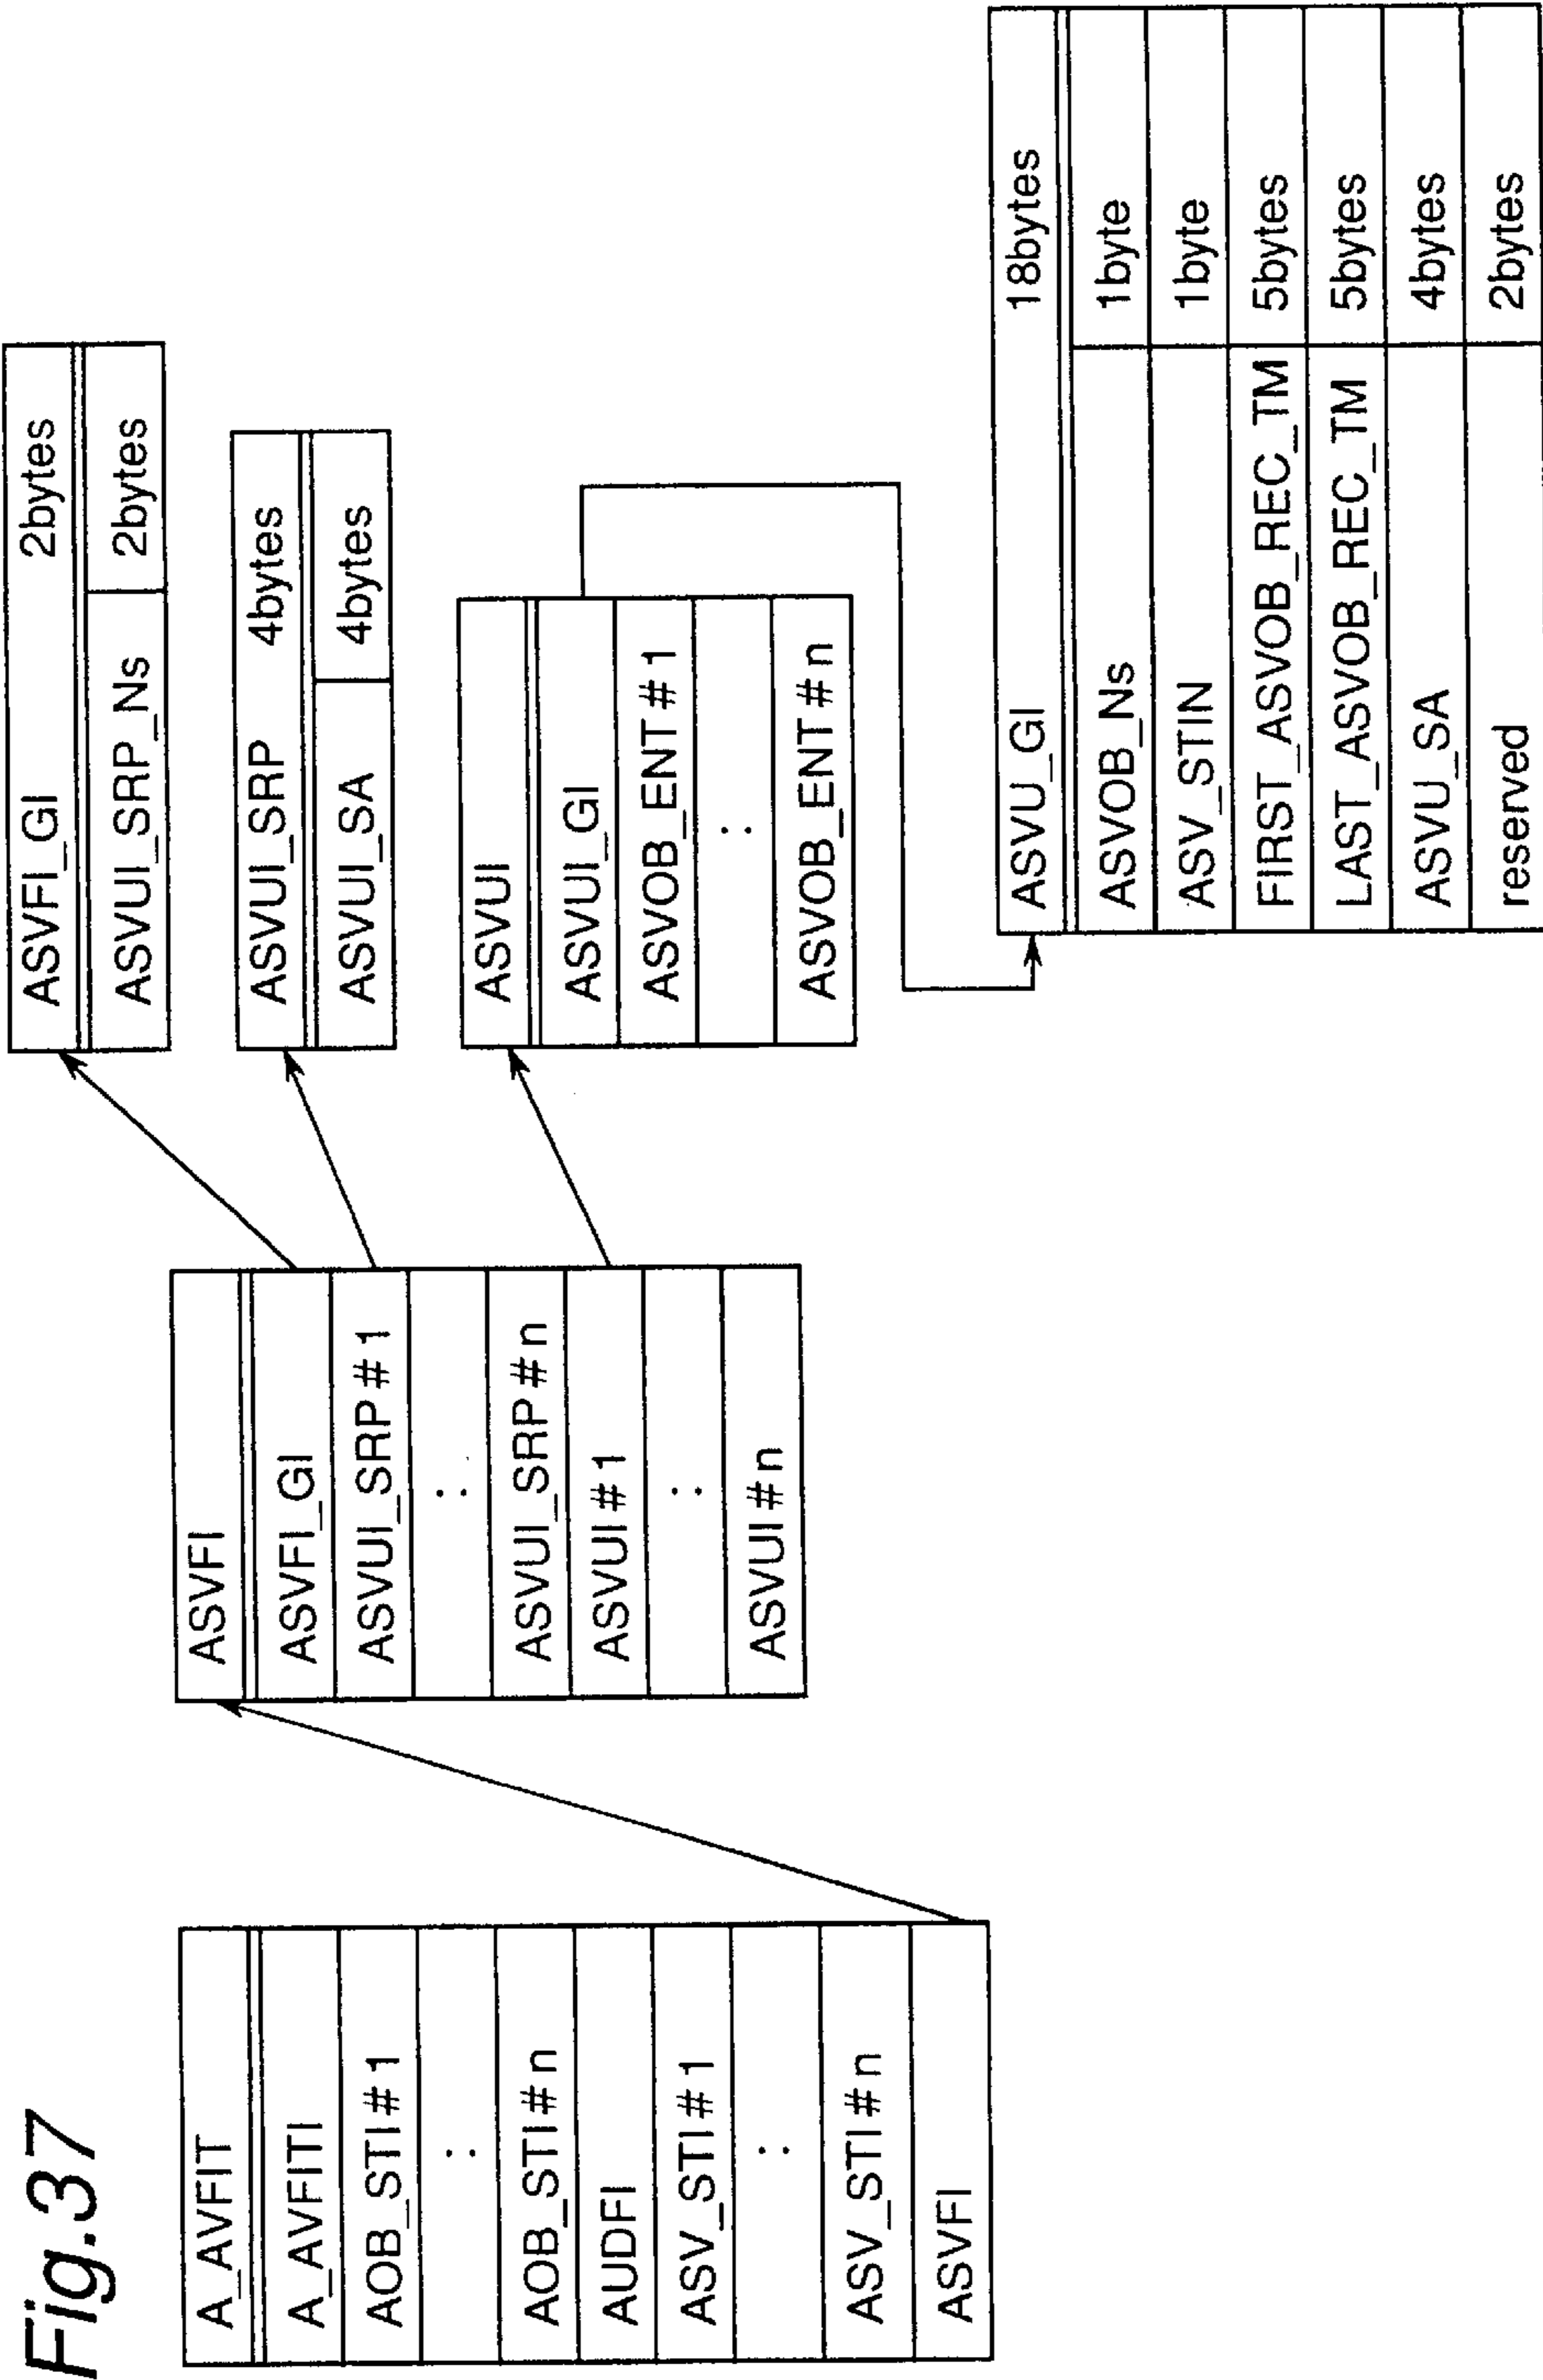 Fig.37
A_AVFIT
A_AVFITI
AOB_STI#1
:
AOB_STI#n
AUDFI
ASV_STI#1
:
ASV_STI#n
ASVFI
ASVFI
ASVFI_GI
ASVUI_SRP#1
:
ASVUI_SRP#n
ASVUI#1
:
ASVUI#n
ASVFI_GI 2bytes
ASVUI_SRP_Ns 2bytes
ASVUI_SRP 4bytes
ASVUI_SA 4bytes
ASVUI
ASVUI_GI
ASVOB_ENT#1
:
ASVOB_ENT#n
ASVU_GI 18bytes
ASVOB_Ns 1byte
ASV_STIN 1byte
FIRST_ASVOB_REC_TM 5bytes
LAST_ASVOB_REC_TM 5bytes
ASVU_SA 4bytes
reserved 2bytes